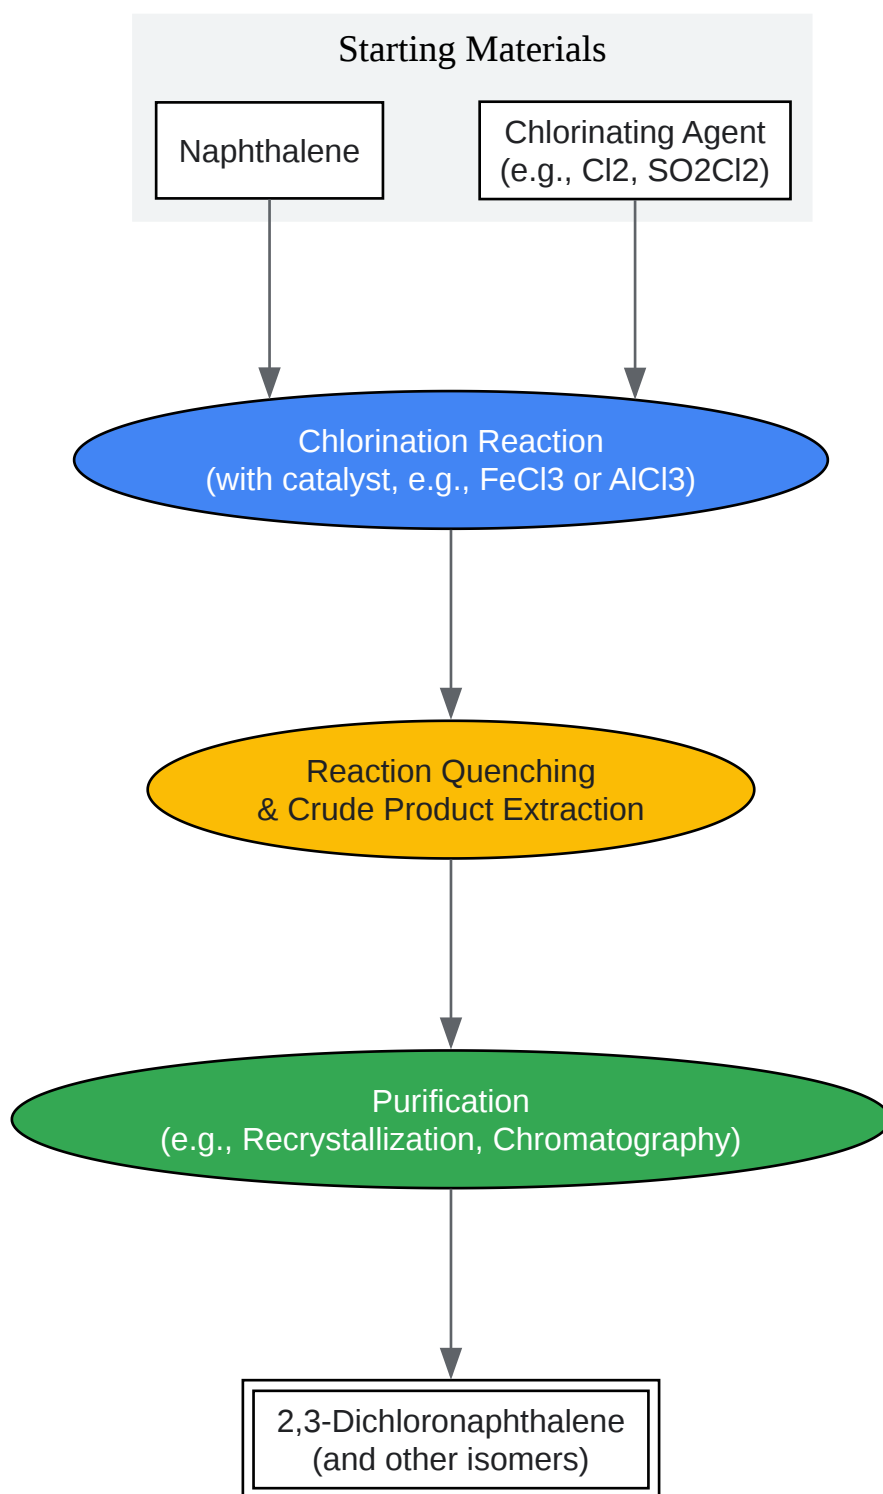 Starting Materials
Naphthalene
Chlorinating Agent
(e.g., Cl2, SO2Cl2)
Chlorination Reaction
(with catalyst, e.g., FeCl3 or AlCl3)
Reaction Quenching
& Crude Product Extraction
Purification
(e.g., Recrystallization, Chromatography)
2,3-Dichloronaphthalene
(and other isomers)